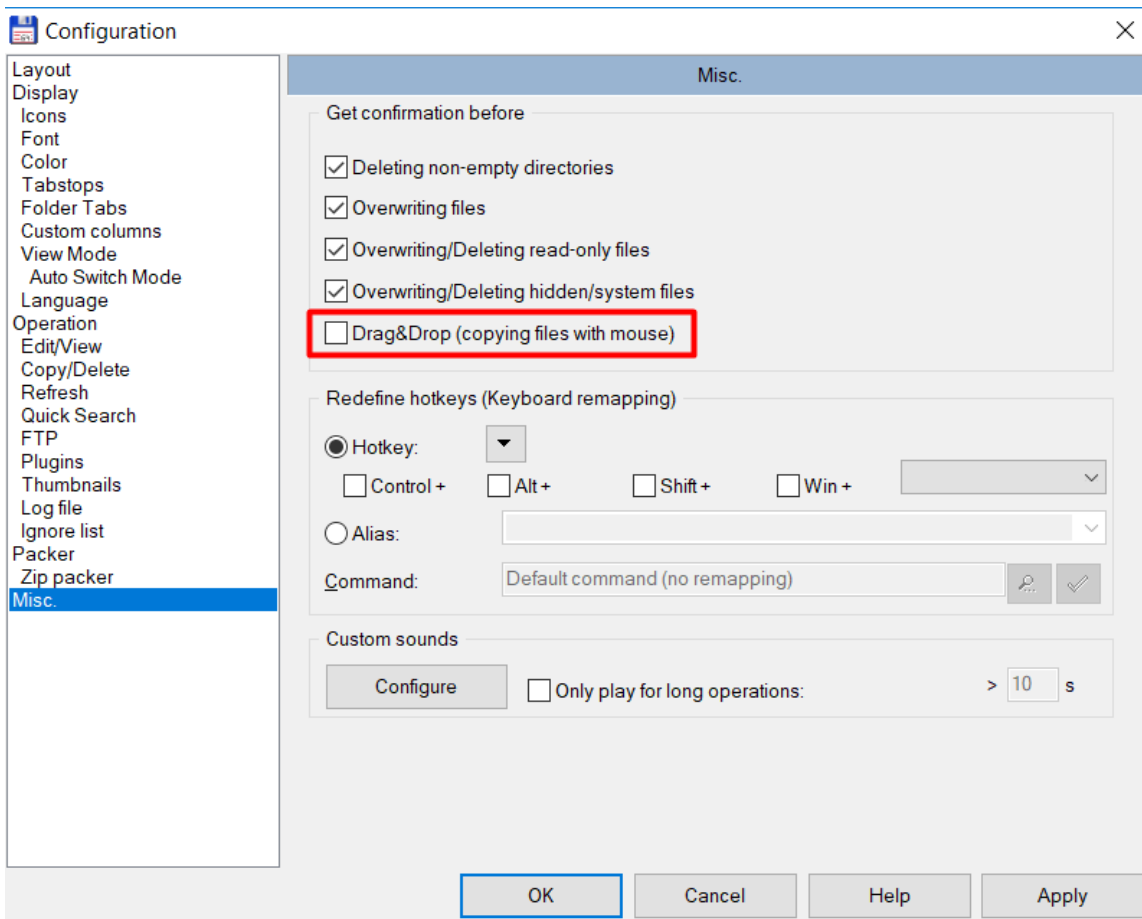 Configuration
Layout
Display
Icons
Font
Color
Tabstops
Folder Tabs
Custom columns
View Mode
Auto Switch Mode
Language
Operation
Edit/View
Copy/Delete
Refresh
Quick Search
FTP
Plugins
Thumbnails
Log file
Ignore list
Packer
Zip packer
Misc.
Misc.
Get confirmation before
Deleting non-empty directories
Overwriting files
Overwriting/Deleting read-only files
Overwriting/Deleting hidden/system files
Drag&Drop (copying files with mouse)
Redefine hotkeys (Keyboard remapping)
Hotkey:
Control + Alt + Shift + Win +
Alias:
Command: Default command (no remapping)
Custom sounds
Configure Only play for long operations: > 10 s
OK Cancel Help Apply